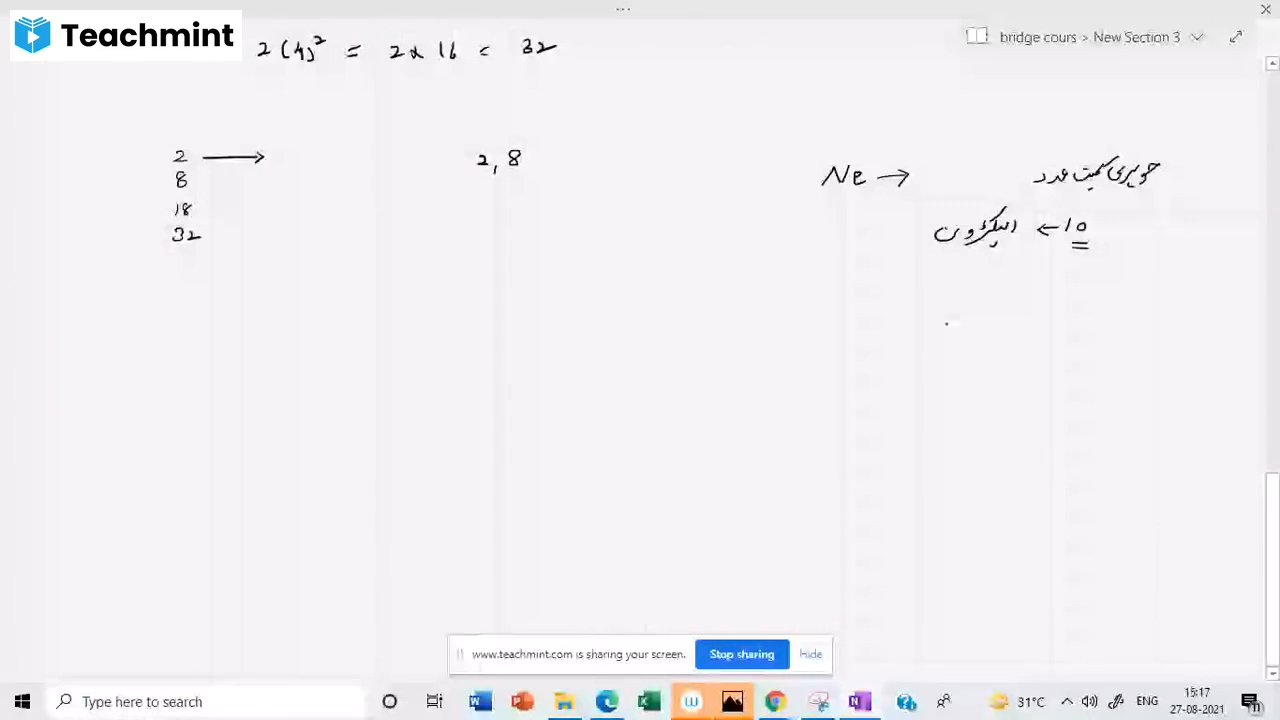 Teachmint
bridge cours > New Section 3
2(4)² = 2 x 16 = 32
2 → 2, 8
8
18
32
Ne → جوہری کمیت عدد
10 ← الیکٹرون
www.teachmint.com is sharing your screen. Stop sharing Hide
Type here to search
31°C ENG 15:17
27-08-2021